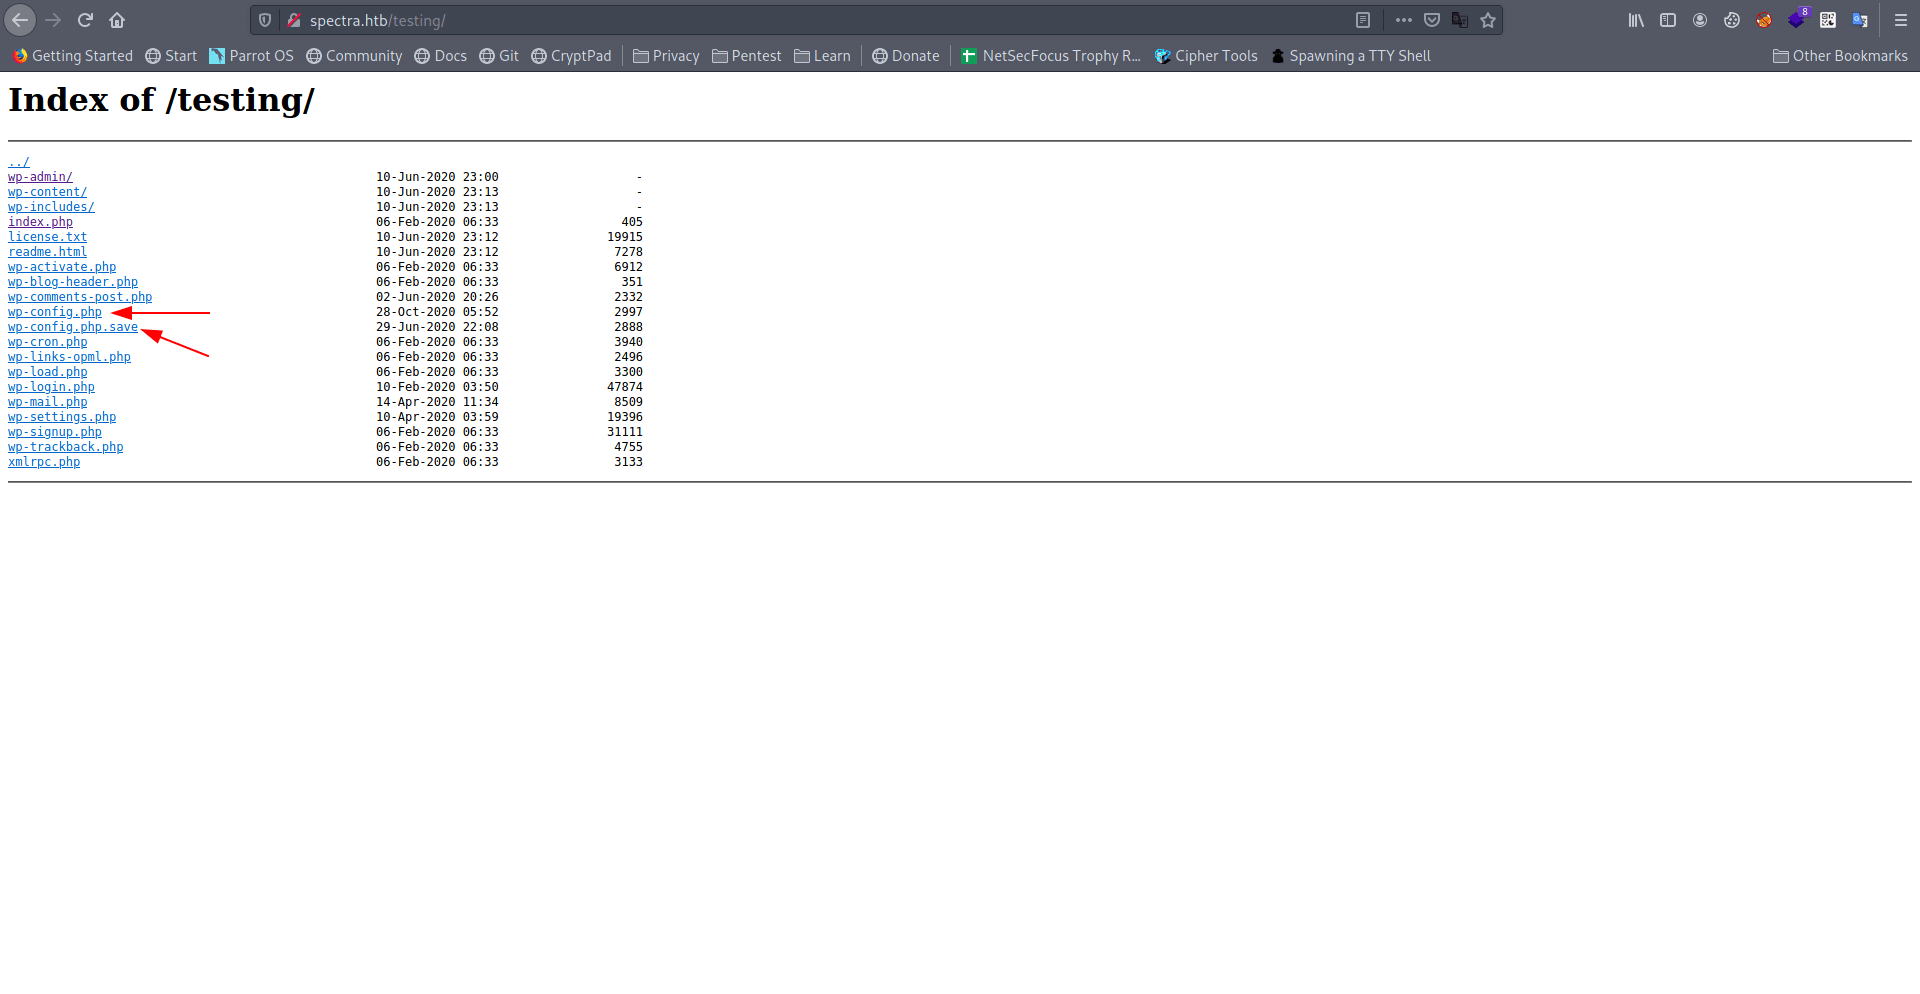 spectra.htb/testing/
8
Getting Started Start Parrot OS Community Docs Git CryptPad Privacy Pentest Learn Donate NetSecFocus Trophy R... Cipher Tools Spawning a TTY Shell Other Bookmarks
Index of /testing/
../
wp-admin/ 10-Jun-2020 23:00 -
wp-content/ 10-Jun-2020 23:13 -
wp-includes/ 10-Jun-2020 23:13 -
index.php 06-Feb-2020 06:33 405
license.txt 10-Jun-2020 23:12 19915
readme.html 10-Jun-2020 23:12 7278
wp-activate.php 06-Feb-2020 06:33 6912
wp-blog-header.php 06-Feb-2020 06:33 351
wp-comments-post.php 02-Jun-2020 20:26 2332
wp-config.php 28-Oct-2020 05:52 2997
wp-config.php.save 29-Jun-2020 22:08 2888
wp-cron.php 06-Feb-2020 06:33 3940
wp-links-opml.php 06-Feb-2020 06:33 2496
wp-load.php 06-Feb-2020 06:33 3300
wp-login.php 10-Feb-2020 03:50 47874
wp-mail.php 14-Apr-2020 11:34 8509
wp-settings.php 10-Apr-2020 03:59 19396
wp-signup.php 06-Feb-2020 06:33 31111
wp-trackback.php 06-Feb-2020 06:33 4755
xmlrpc.php 06-Feb-2020 06:33 3133